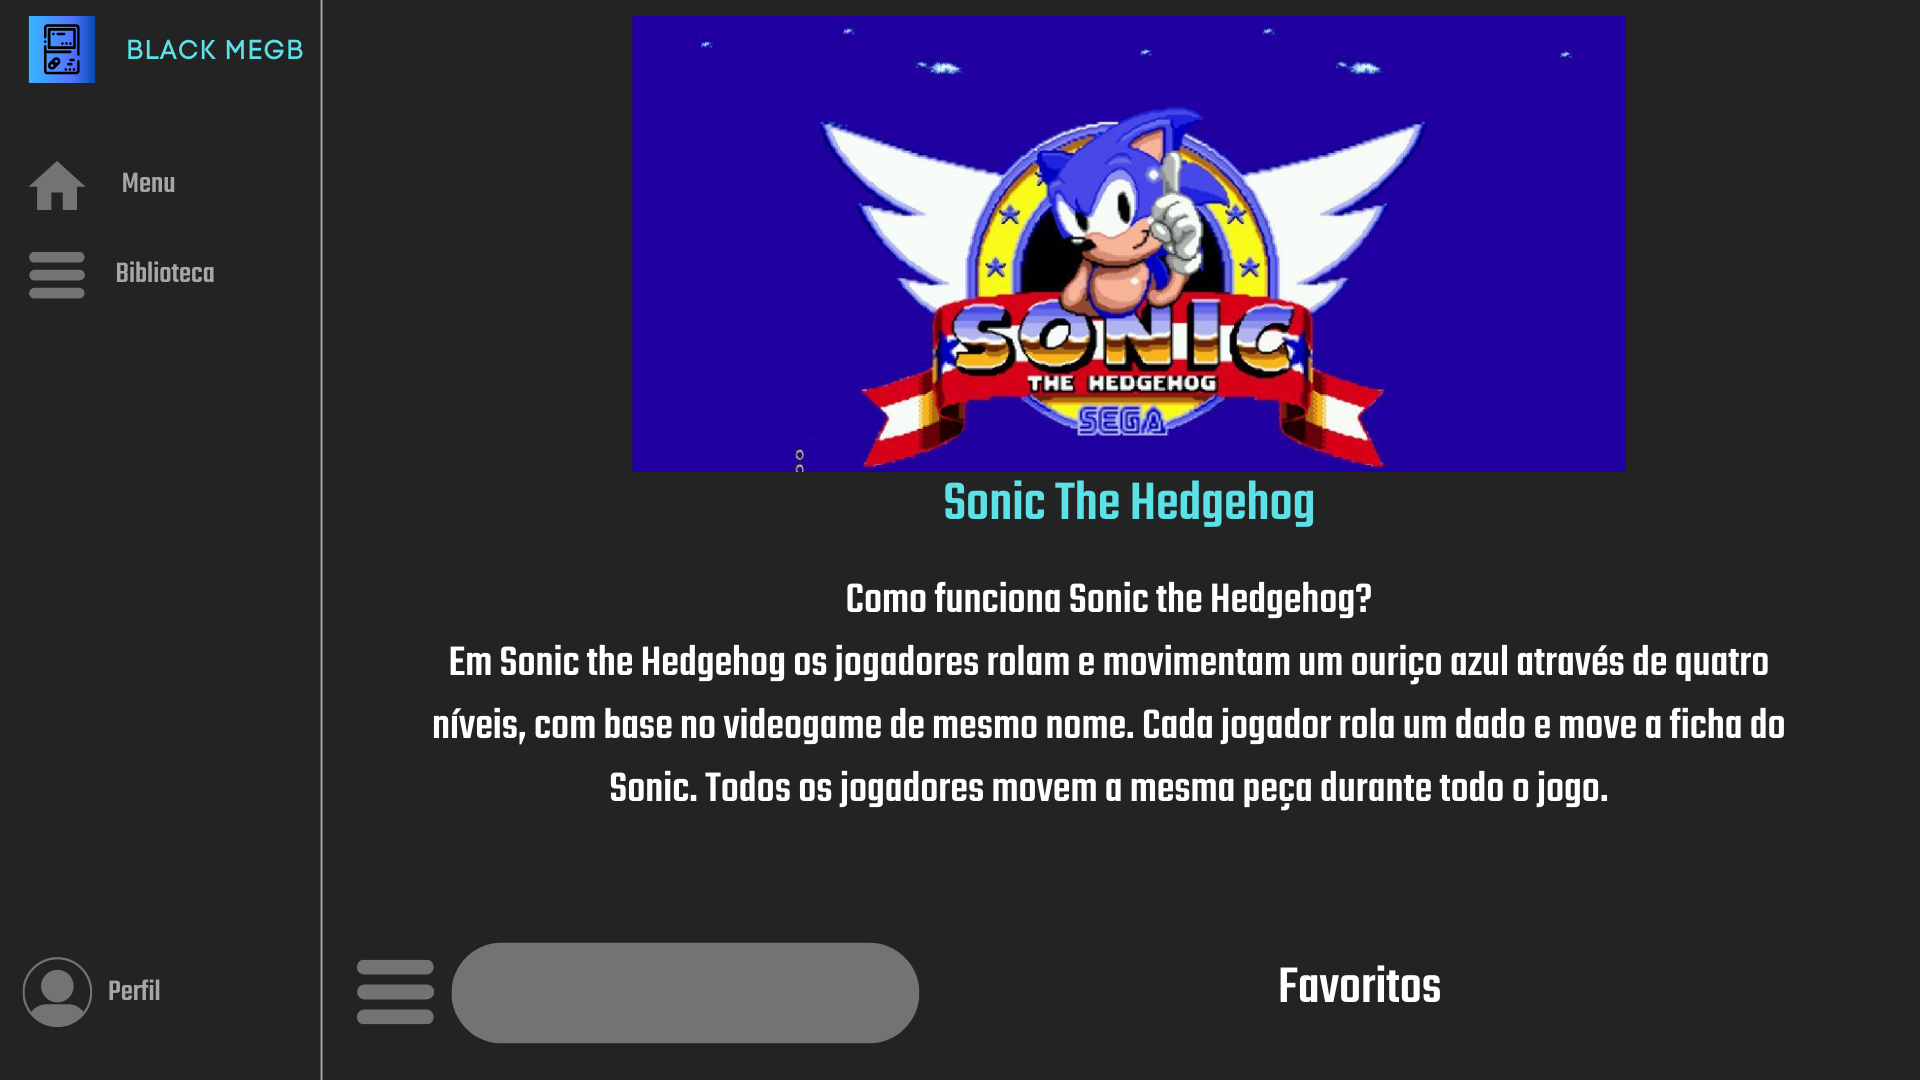 BLACK MEGB
Menu
Biblioteca
SONIC
THE HEDGEHOG
SEGA
Sonic The Hedgehog
Como funciona Sonic the Hedgehog?
Em Sonic the Hedgehog os jogadores rolam e movimentam um ouriço azul através de quatro
níveis, com base no videogame de mesmo nome. Cada jogador rola um dado e move a ficha do
Sonic. Todos os jogadores movem a mesma peça durante todo o jogo.
Perfil
Favoritos